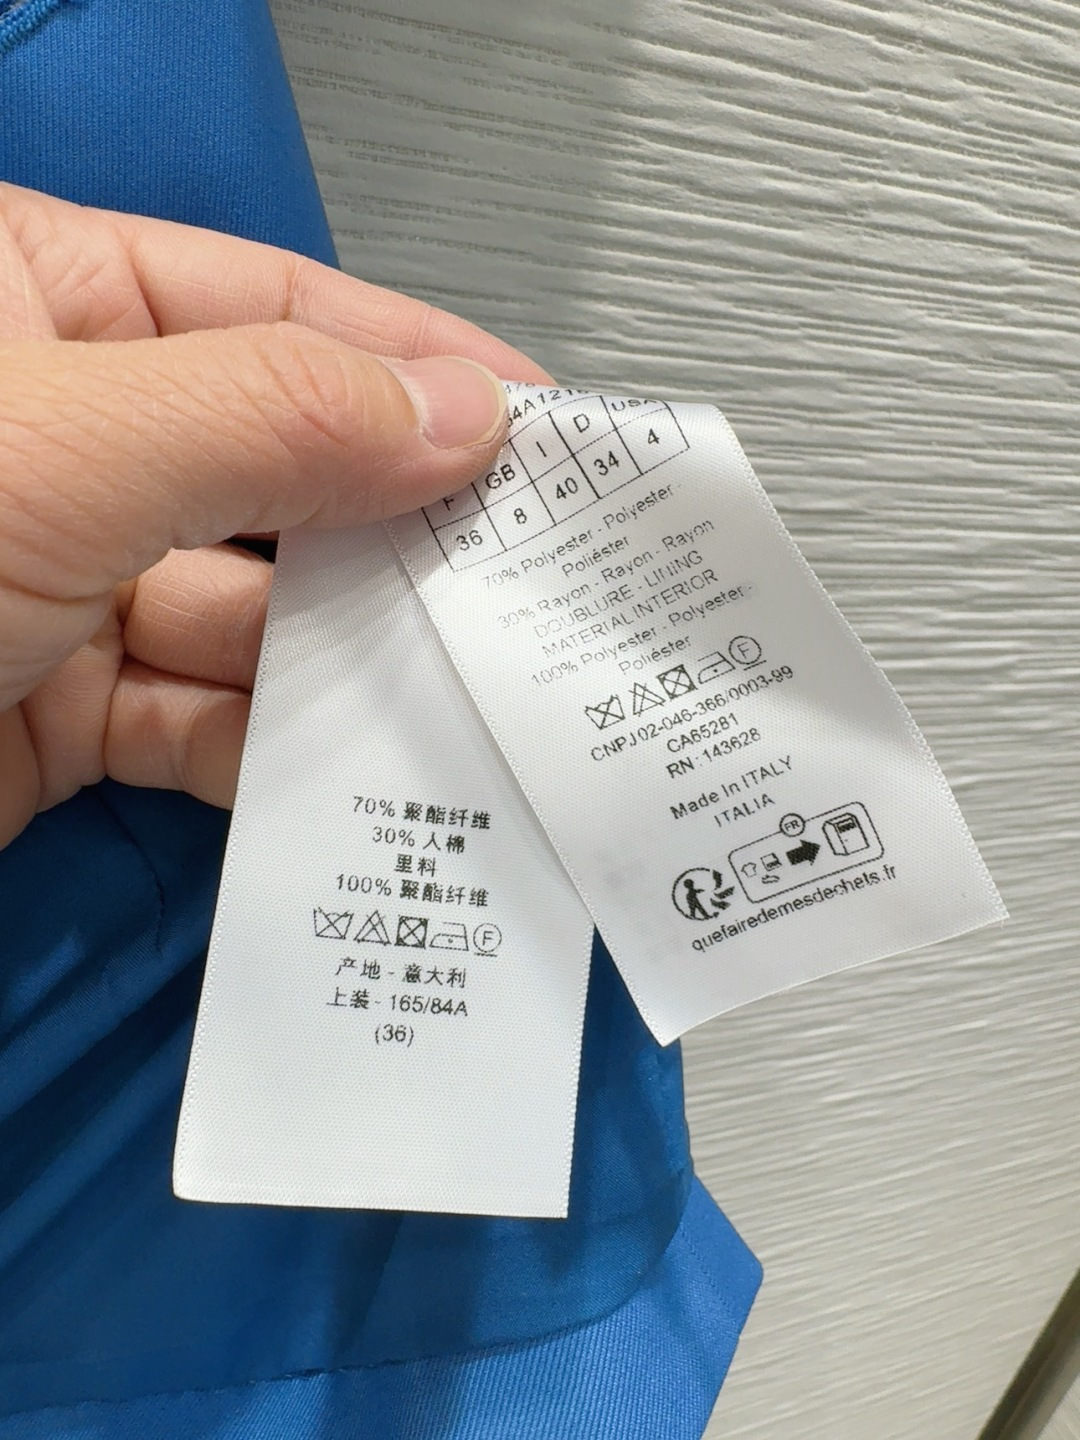 F GB I D USA
36 8 40 34 4
70% Polyester - Polyester -
Poliéster
30% Rayon - Rayon - Rayon
DOUBLURE - LINING
MATERIAL INTERIOR
100% Polyester - Polyester -
Poliéster
F
CNPJ 02-046-366/0003-99
CA65281
RN: 143628
Made In ITALY
ITALIA
FR
quefairedemesdechets.fr
70% 聚酯纤维
30% 人棉
里料
100% 聚酯纤维
F
产地 - 意大利
上装 - 165/84A
(36)